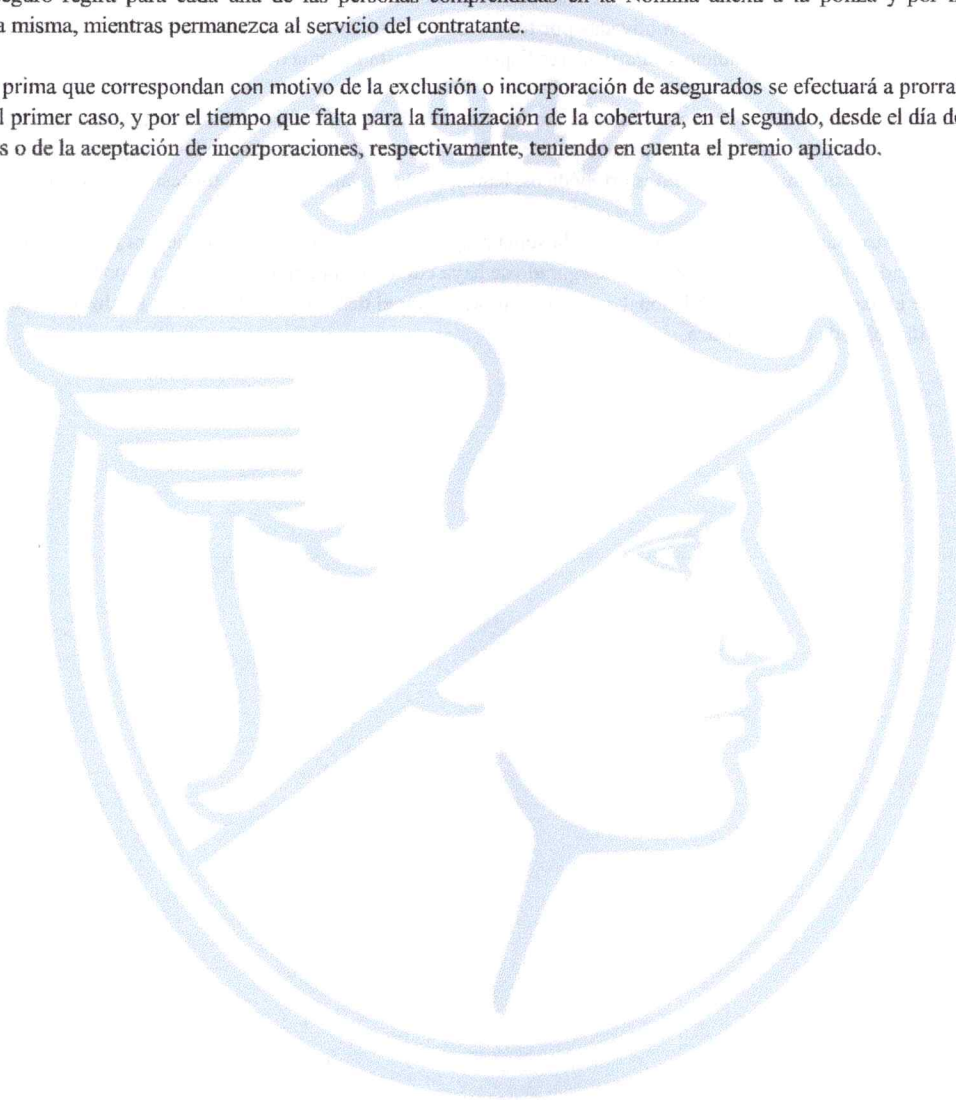 seguro regirá para cada una de las personas comprendidas en la Nómina anexa a la póliza y por
a misma, mientras permanezca al servicio del contratante.
prima que correspondan con motivo de la exclusión o incorporación de asegurados se efectuará a prorra
l primer caso, y por el tiempo que falta para la finalización de la cobertura, en el segundo, desde el día d
s o de la aceptación de incorporaciones, respectivamente, teniendo en cuenta el premio aplicado.
1947